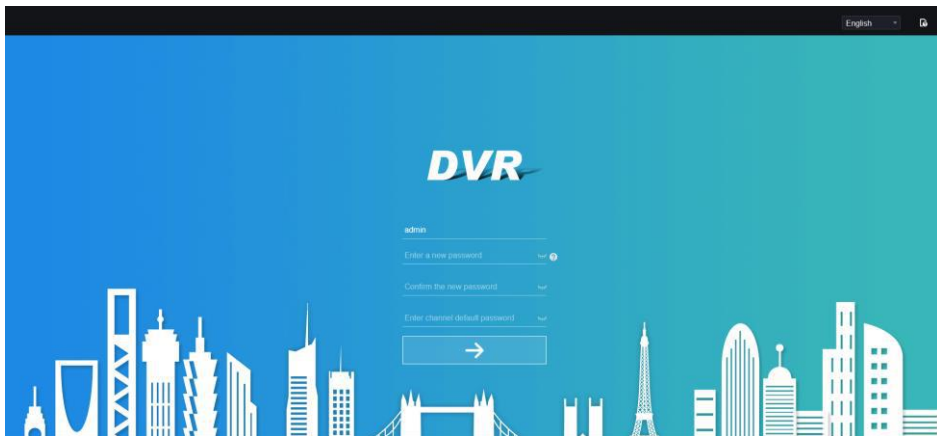 English
DVR
admin
Enter a new password
Confirm the new password
Enter channel default password